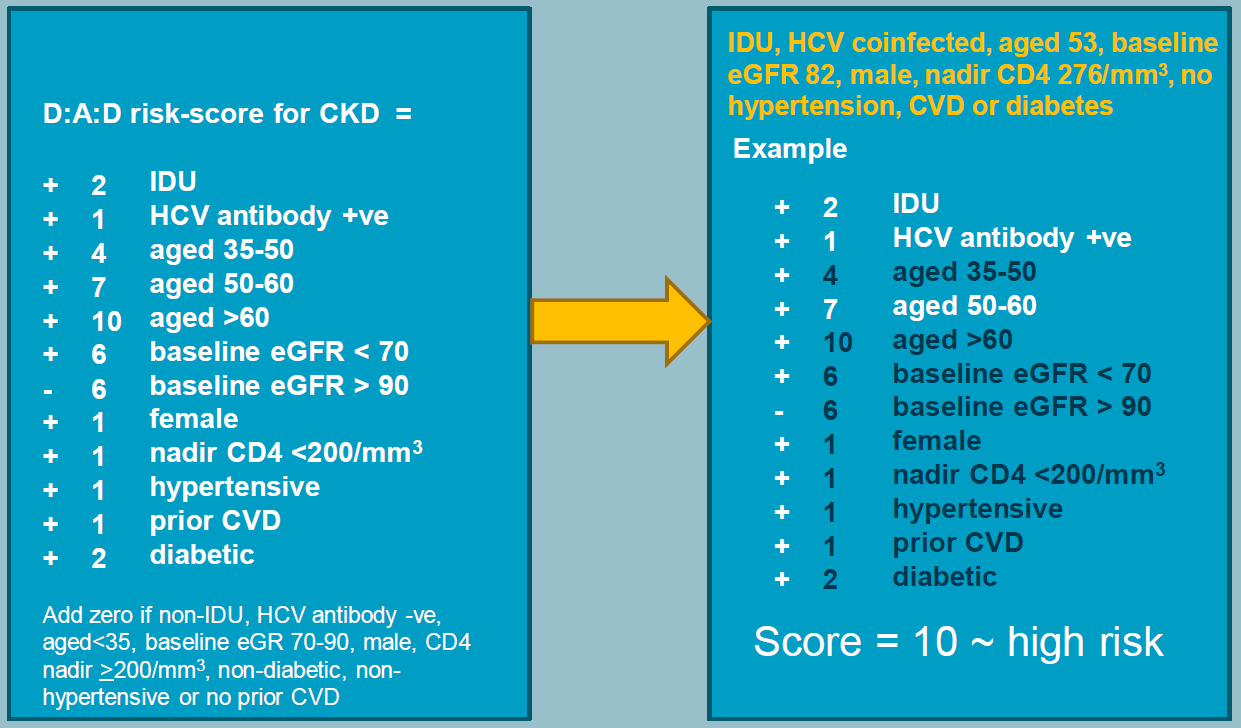 D:A:D risk-score for CKD =
+ 2 IDU
+ 1 HCV antibody +ve
+ 4 aged 35-50
+ 7 aged 50-60
+ 10 aged >60
+ 6 baseline eGFR < 70
- 6 baseline eGFR > 90
+ 1 female
+ 1 nadir CD4 <200/mm³
+ 1 hypertensive
+ 1 prior CVD
+ 2 diabetic
Add zero if non-IDU, HCV antibody -ve,
aged<35, baseline eGR 70-90, male, CD4
nadir >200/mm³, non-diabetic, non-
hypertensive or no prior CVD
IDU, HCV coinfected, aged 53, baseline
eGFR 82, male, nadir CD4 276/mm³, no
hypertension, CVD or diabetes
Example
+ 2 IDU
+ 1 HCV antibody +ve
+ 4 aged 35-50
+ 7 aged 50-60
+ 10 aged >60
+ 6 baseline eGFR < 70
- 6 baseline eGFR > 90
+ 1 female
+ 1 nadir CD4 <200/mm³
+ 1 hypertensive
+ 1 prior CVD
+ 2 diabetic
Score = 10 ~ high risk